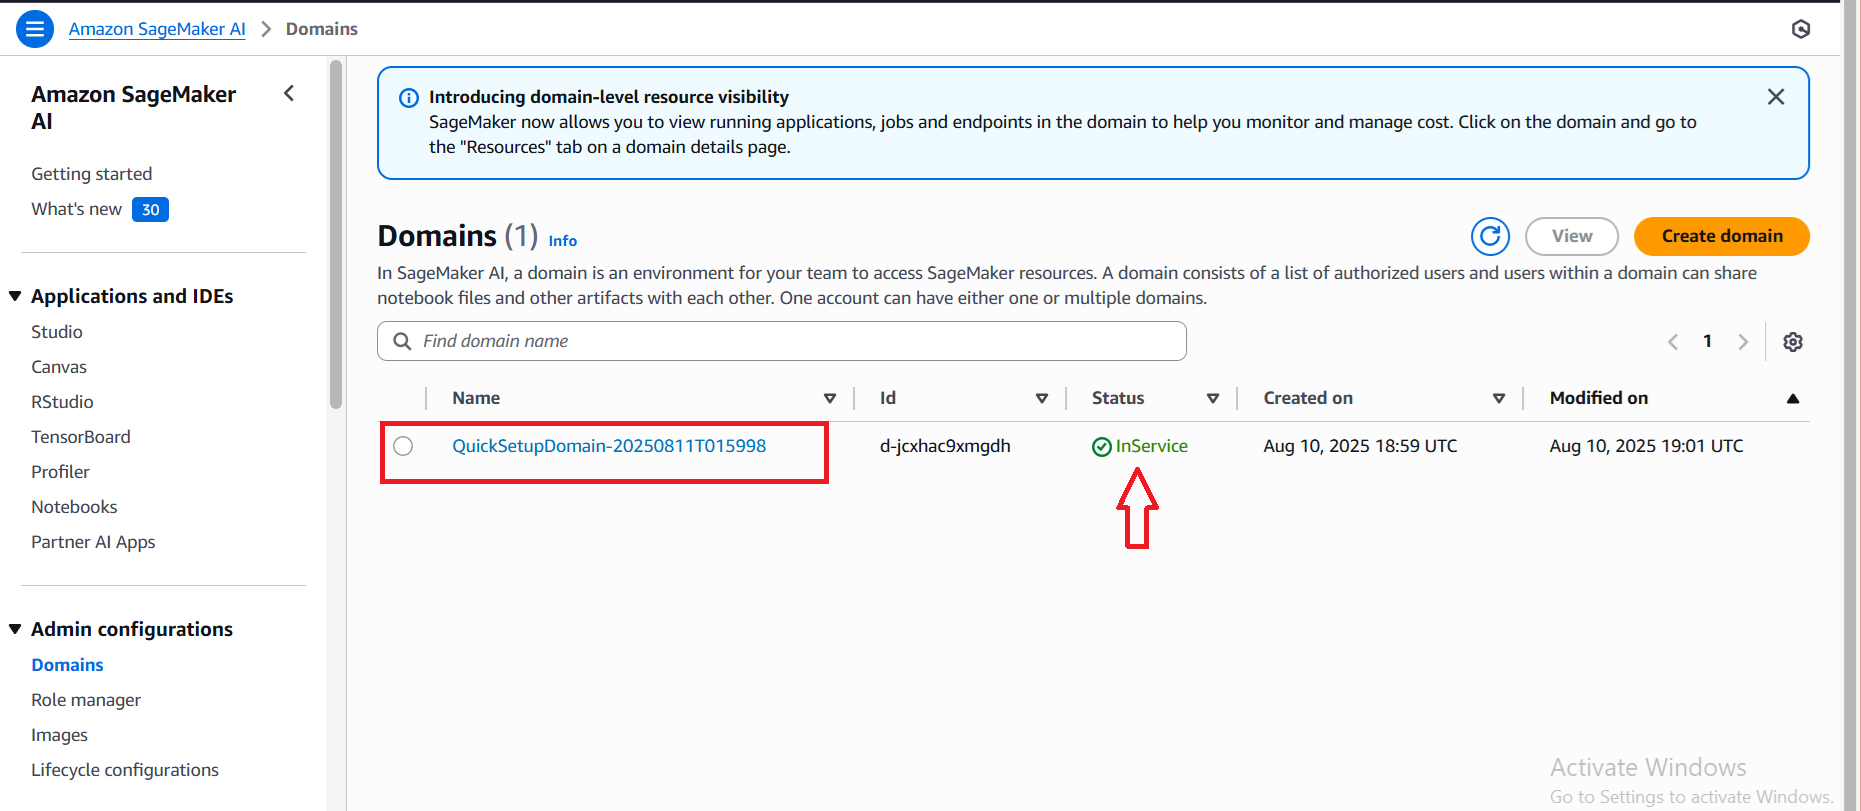 Amazon SageMaker AI > Domains
Amazon SageMaker
AI
Getting started
What's new 30
Applications and IDEs
Studio
Canvas
RStudio
TensorBoard
Profiler
Notebooks
Partner AI Apps
Admin configurations
Domains
Role manager
Images
Lifecycle configurations
Introducing domain-level resource visibility
SageMaker now allows you to view running applications, jobs and endpoints in the domain to help you monitor and manage cost. Click on the domain and go to
the "Resources" tab on a domain details page.
Domains (1) Info
View
Create domain
In SageMaker AI, a domain is an environment for your team to access SageMaker resources. A domain consists of a list of authorized users and users within a domain can share
notebook files and other artifacts with each other. One account can have either one or multiple domains.
Find domain name
1
Name Id Status Created on Modified on
QuickSetupDomain-20250811T015998 d-jcxhac9xmgdh InService Aug 10, 2025 18:59 UTC Aug 10, 2025 19:01 UTC
Activate Windows
Go to Settings to activate Windows.